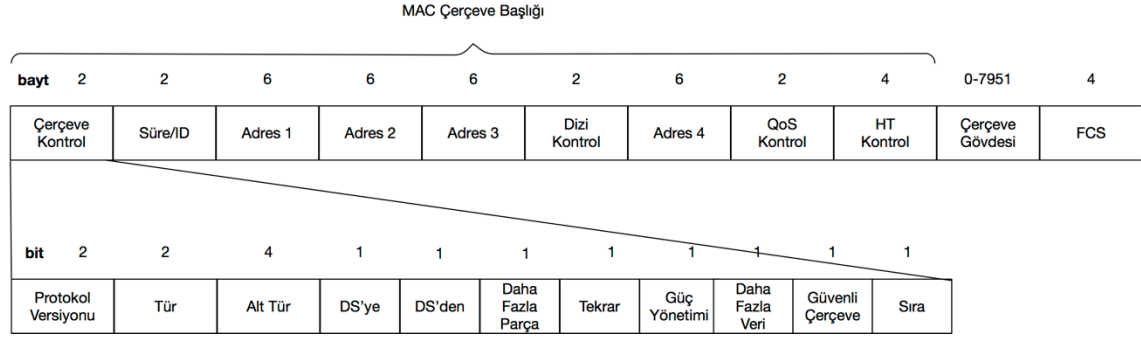 MAC Çerçeve Başlığı
bayt 2 2 6 6 6 2 6 2 4 0-7951 4
Çerçeve Kontrol Süre/ID Adres 1 Adres 2 Adres 3 Dizi Kontrol Adres 4 QoS Kontrol HT Kontrol Çerçeve Gövdesi FCS
bit 2 2 4 1 1 1 1 1 1 1 1
Protokol Versiyonu Tür Alt Tür DS'ye DS'den Daha Fazla Parça Tekrar Güç Yönetimi Daha Fazla Veri Güvenli Çerçeve Sıra